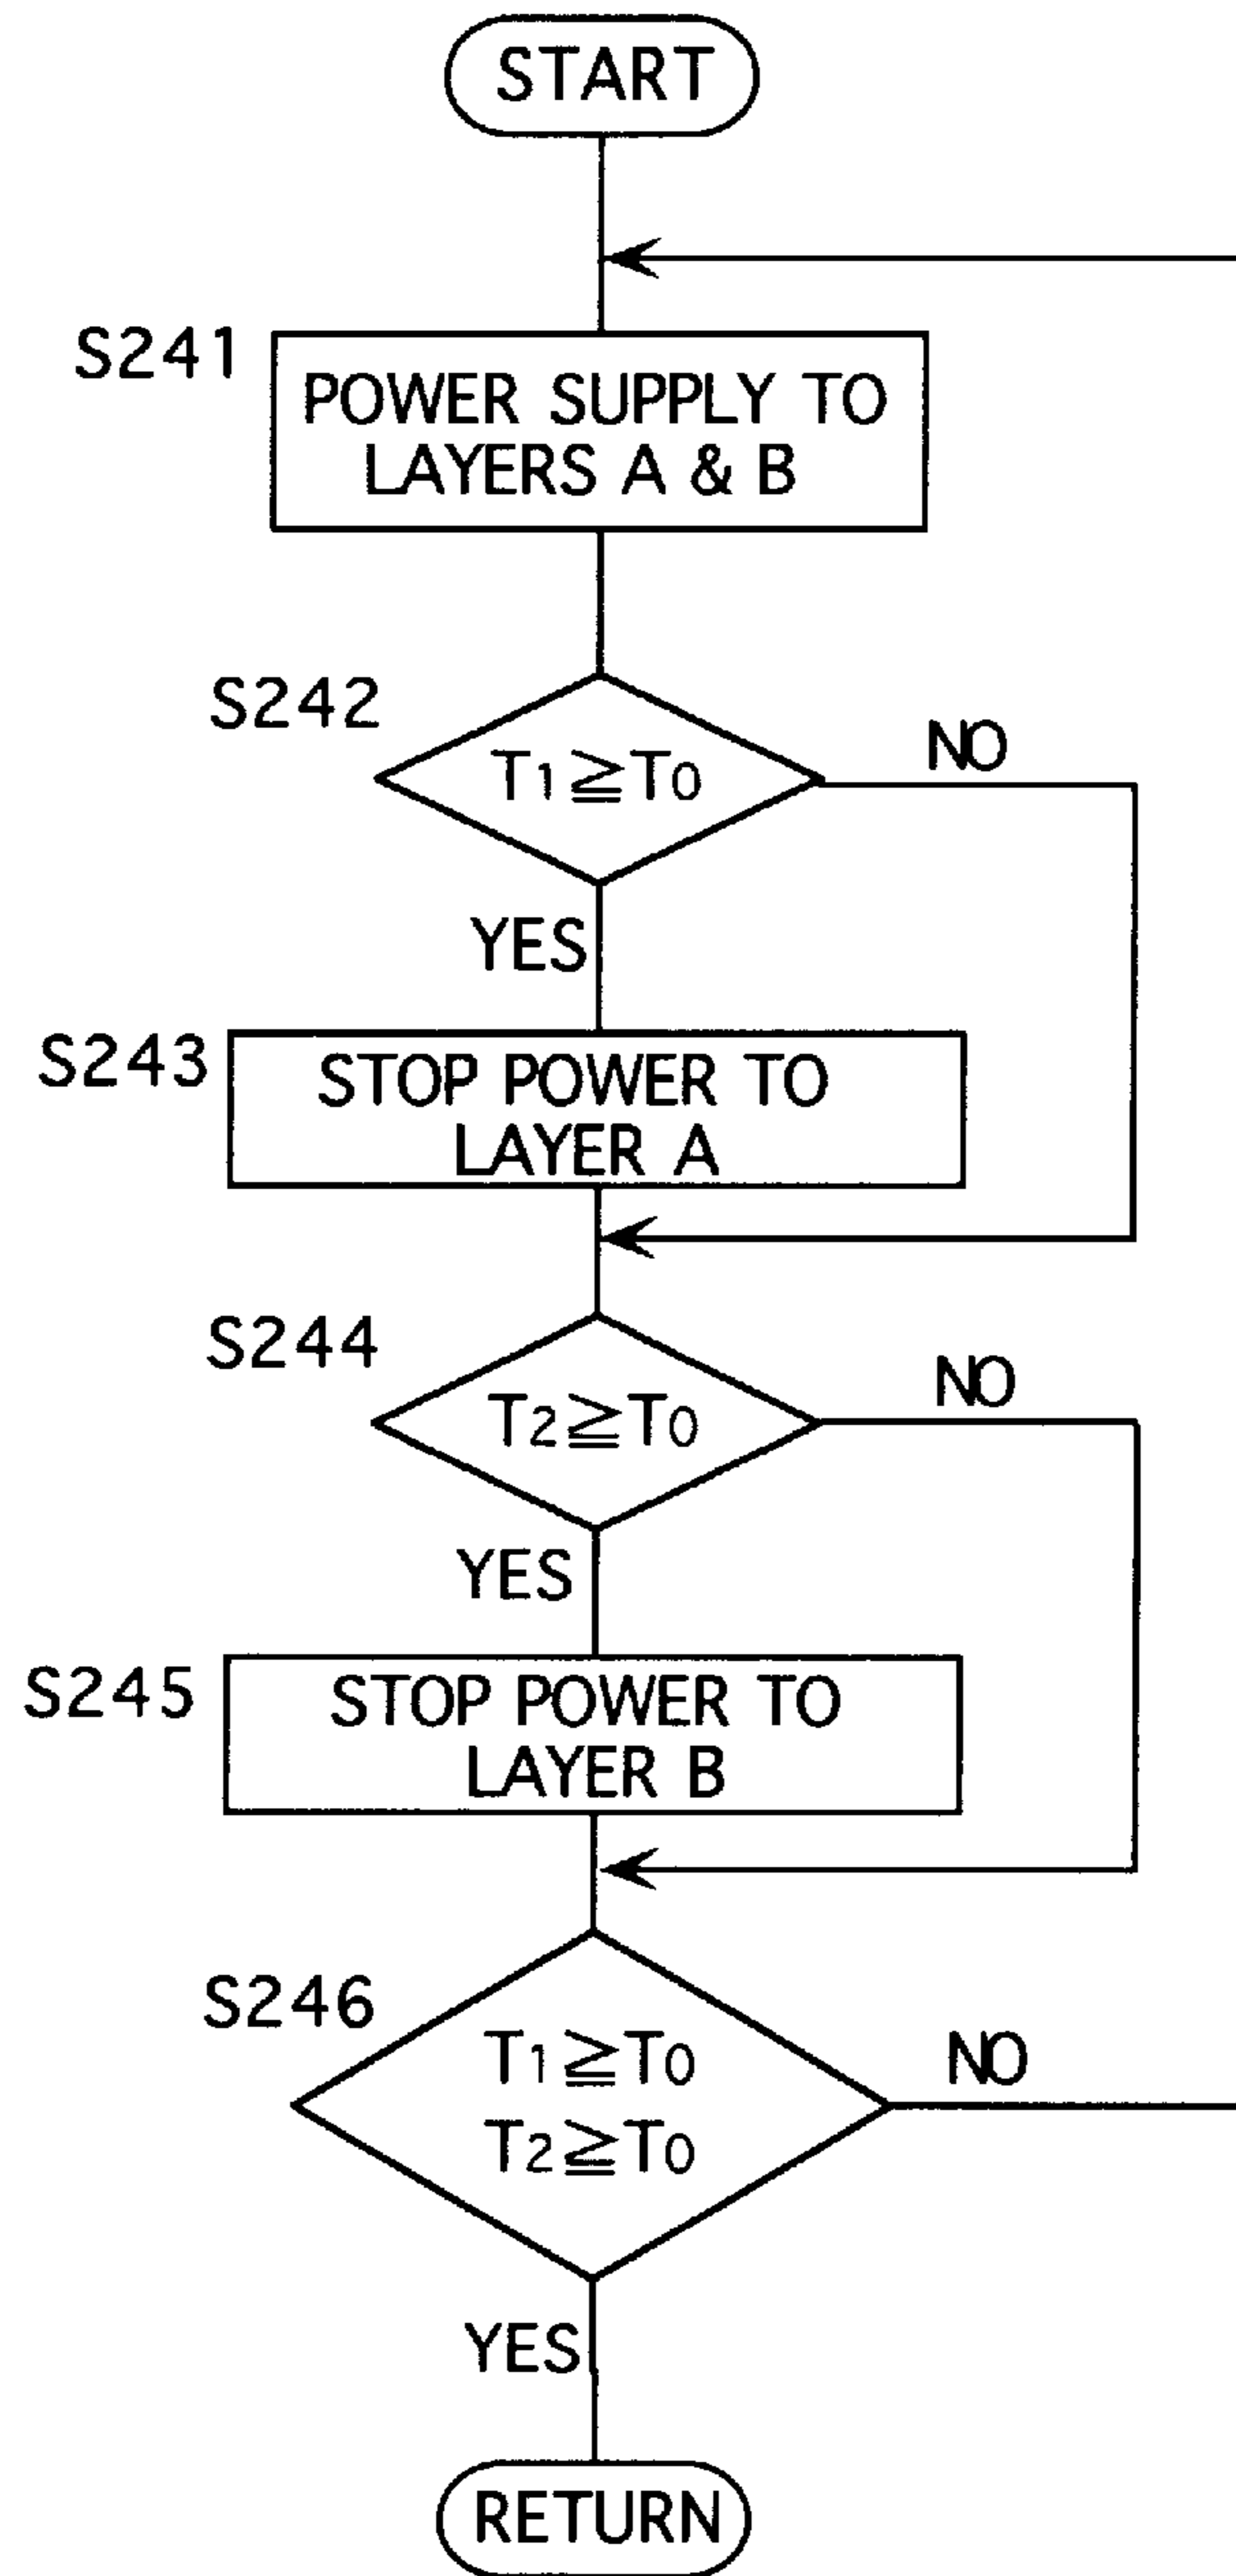 START
S241
POWER SUPPLY TO
LAYERS A & B
S242
T1≧T0
NO
YES
S243
STOP POWER TO
LAYER A
S244
T2≧T0
NO
YES
S245
STOP POWER TO
LAYER B
S246
T1≧T0
T2≧T0
NO
YES
RETURN